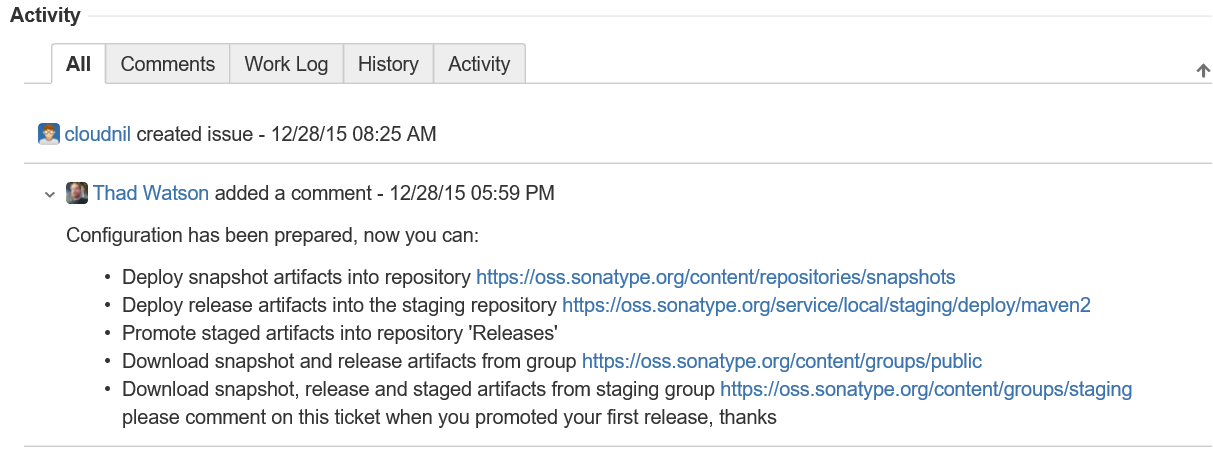 Activity
All Comments Work Log History Activity
cloudnil created issue - 12/28/15 08:25 AM
Thad Watson added a comment - 12/28/15 05:59 PM
Configuration has been prepared, now you can:
• Deploy snapshot artifacts into repository https://oss.sonatype.org/content/repositories/snapshots
• Deploy release artifacts into the staging repository https://oss.sonatype.org/service/local/staging/deploy/maven2
• Promote staged artifacts into repository 'Releases'
• Download snapshot and release artifacts from group https://oss.sonatype.org/content/groups/public
• Download snapshot, release and staged artifacts from staging group https://oss.sonatype.org/content/groups/staging
please comment on this ticket when you promoted your first release, thanks